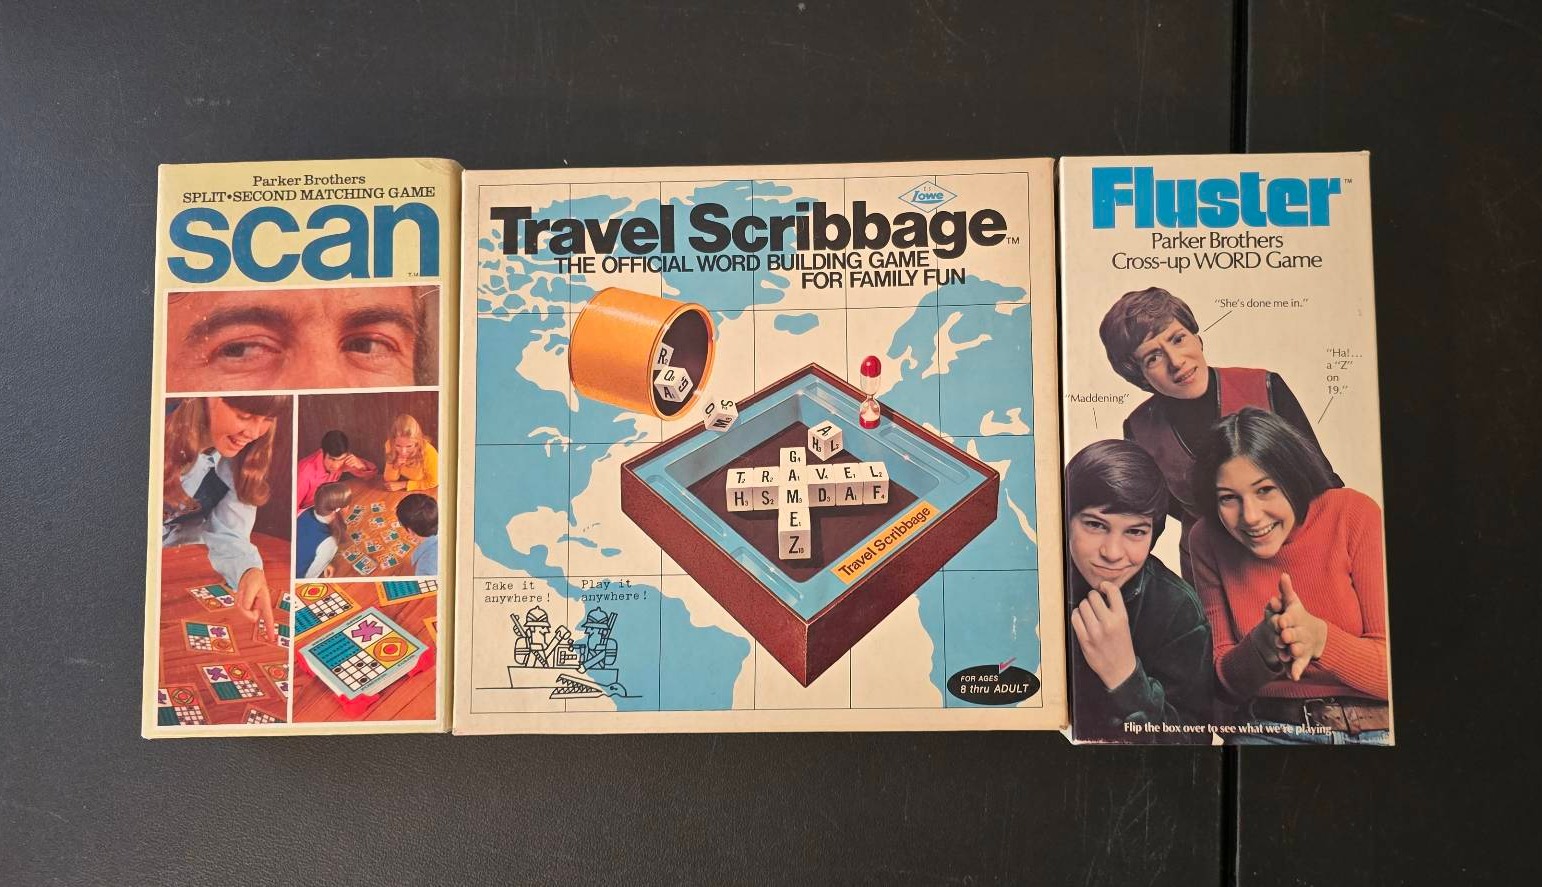 Parker Brothers
SPLIT•SECOND MATCHING GAME
scan
T.M.
E.S.
Lowe
Travel Scribbage™
THE OFFICIAL WORD BUILDING GAME
FOR FAMILY FUN
R
Q
A
S
O
M
A
H
L
G
T R A V E L
H S M D A F
E
Z
Travel Scribbage
Take it
anywhere!
Play it
anywhere!
FOR AGES
8 thru ADULT
Fluster™
Parker Brothers
Cross-up WORD Game
"She's done me in."
"Ha!...
a "Z"
on
19."
"Maddening"
Flip the box over to see what we're playing.